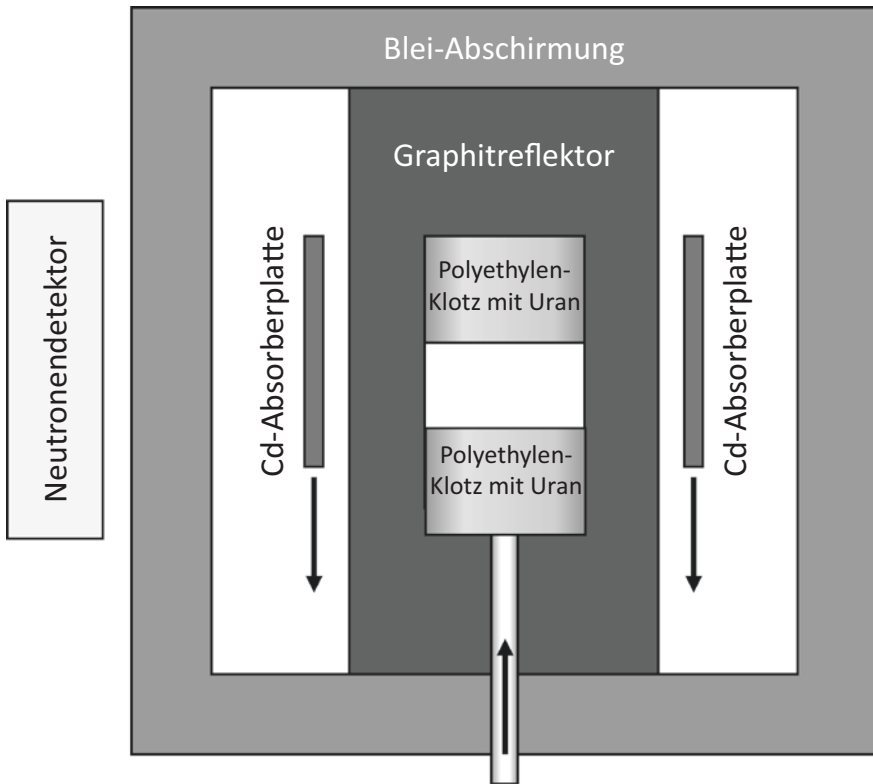 Blei-Abschirmung
Graphitreflektor
Neutronendetektor
Cd-Absorberplatte
Polyethylen-
Klotz mit Uran
Polyethylen-
Klotz mit Uran
Cd-Absorberplatte